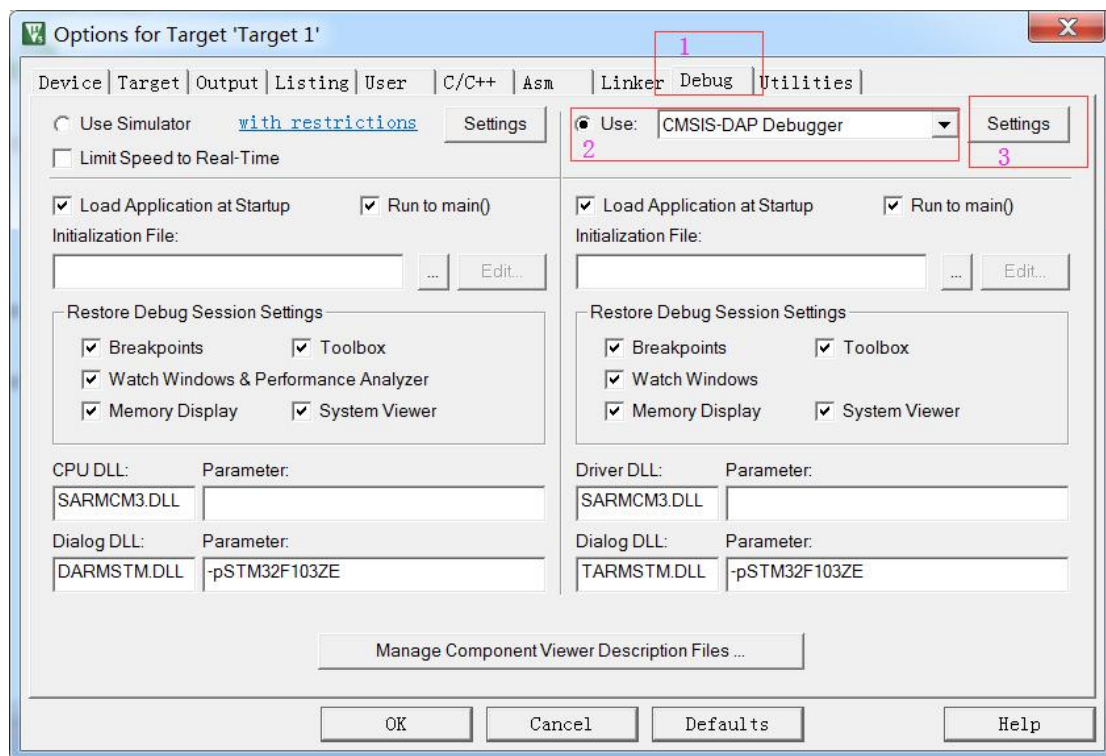 Options for Target 'Target 1'
1
Device Target Output Listing User C/C++ Asm Linker Debug Utilities
Use Simulator with restrictions Settings
Limit Speed to Real-Time
Use: CMSIS-DAP Debugger Settings
2 3
Load Application at Startup Run to main()
Initialization File:
... Edit...
Restore Debug Session Settings
Breakpoints Toolbox
Watch Windows & Performance Analyzer
Memory Display System Viewer
CPU DLL: Parameter:
SARMCM3.DLL
Dialog DLL: Parameter:
DARMSTM.DLL -pSTM32F103ZE
Load Application at Startup Run to main()
Initialization File:
... Edit...
Restore Debug Session Settings
Breakpoints Toolbox
Watch Windows
Memory Display System Viewer
Driver DLL: Parameter:
SARMCM3.DLL
Dialog DLL: Parameter:
TARMSTM.DLL -pSTM32F103ZE
Manage Component Viewer Description Files ...
OK Cancel Defaults Help